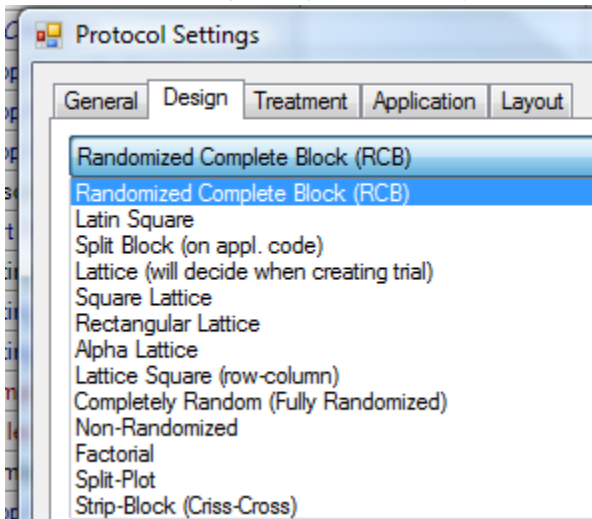 Protocol Settings
General Design Treatment Application Layout
Randomized Complete Block (RCB)
Randomized Complete Block (RCB)
Latin Square
Split Block (on appl. code)
Lattice (will decide when creating trial)
Square Lattice
Rectangular Lattice
Alpha Lattice
Lattice Square (row-column)
Completely Random (Fully Randomized)
Non-Randomized
Factorial
Split-Plot
Strip-Block (Criss-Cross)